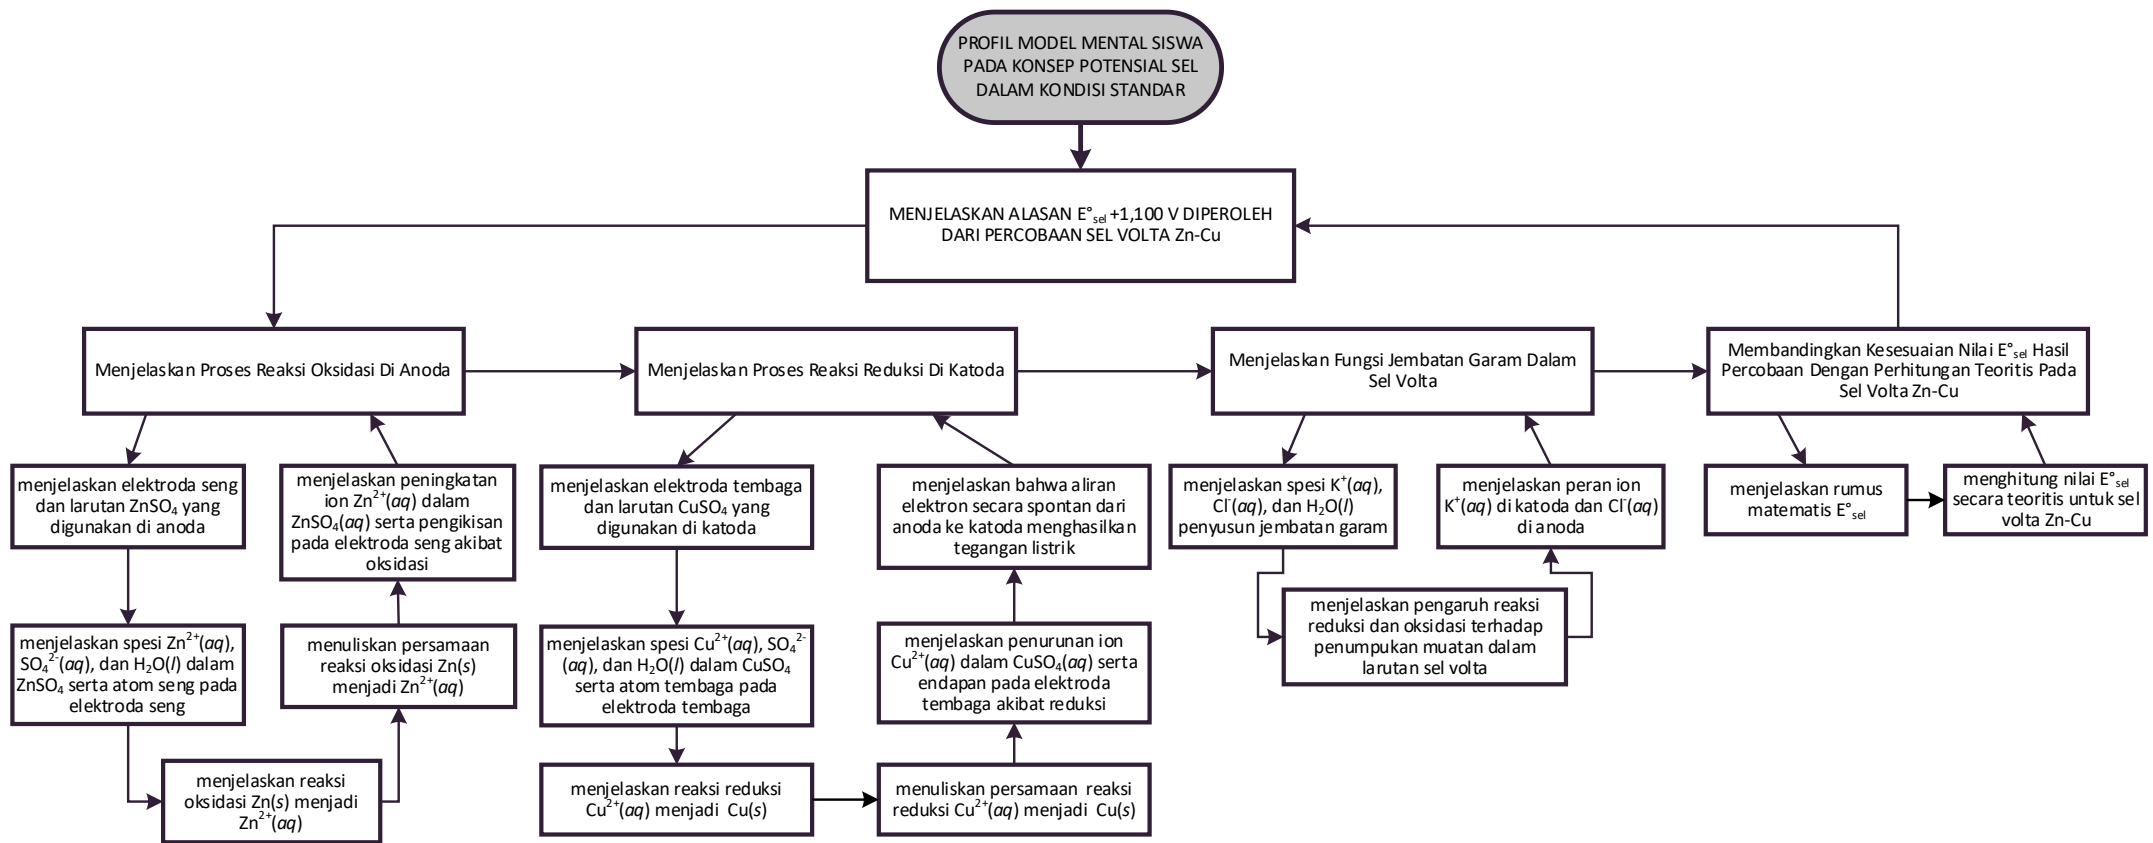 PROFIL MODEL MENTAL SISWA
PADA KONSEP POTENSIAL SEL
DALAM KONDISI STANDAR
MENJELASKAN ALASAN E°sel +1,100 V DIPEROLEH
DARI PERCOBAAN SEL VOLTA Zn-Cu
Menjelaskan Proses Reaksi Oksidasi Di Anoda
Menjelaskan Proses Reaksi Reduksi Di Katoda
Menjelaskan Fungsi Jembatan Garam Dalam
Sel Volta
Membandingkan Kesesuaian Nilai E°sel Hasil
Percobaan Dengan Perhitungan Teoritis Pada
Sel Volta Zn-Cu
menjelaskan elektroda seng
dan larutan ZnSO₄ yang
digunakan di anoda
menjelaskan peningkatan
ion Zn²⁺(aq) dalam
ZnSO₄(aq) serta pengikisan
pada elektroda seng akibat
oksidasi
menjelaskan elektroda tembaga
dan larutan CuSO₄ yang
digunakan di katoda
menjelaskan bahwa aliran
elektron secara spontan dari
anoda ke katoda menghasilkan
tegangan listrik
menjelaskan spesi K⁺(aq),
Cl⁻(aq), dan H₂O(l)
penyusun jembatan garam
menjelaskan peran ion
K⁺(aq) di katoda dan Cl⁻(aq)
di anoda
menjelaskan rumus
matematis E°sel
menghitung nilai E°sel
secara teoritis untuk sel
volta Zn-Cu
menjelaskan spesi Zn²⁺(aq),
SO₄²⁻(aq), dan H₂O(l) dalam
ZnSO₄ serta atom seng pada
elektroda seng
menuliskan persamaan
reaksi oksidasi Zn(s)
menjadi Zn²⁺(aq)
menjelaskan spesi Cu²⁺(aq), SO₄²⁻
(aq), dan H₂O(l) dalam CuSO₄
serta atom tembaga pada
elektroda tembaga
menjelaskan penurunan ion
Cu²⁺(aq) dalam CuSO₄(aq) serta
endapan pada elektroda
tembaga akibat reduksi
menjelaskan pengaruh reaksi
reduksi dan oksidasi terhadap
penumpukan muatan dalam
larutan sel volta
menjelaskan reaksi
oksidasi Zn(s) menjadi
Zn²⁺(aq)
menjelaskan reaksi reduksi
Cu²⁺(aq) menjadi Cu(s)
menuliskan persamaan reaksi
reduksi Cu²⁺(aq) menjadi Cu(s)